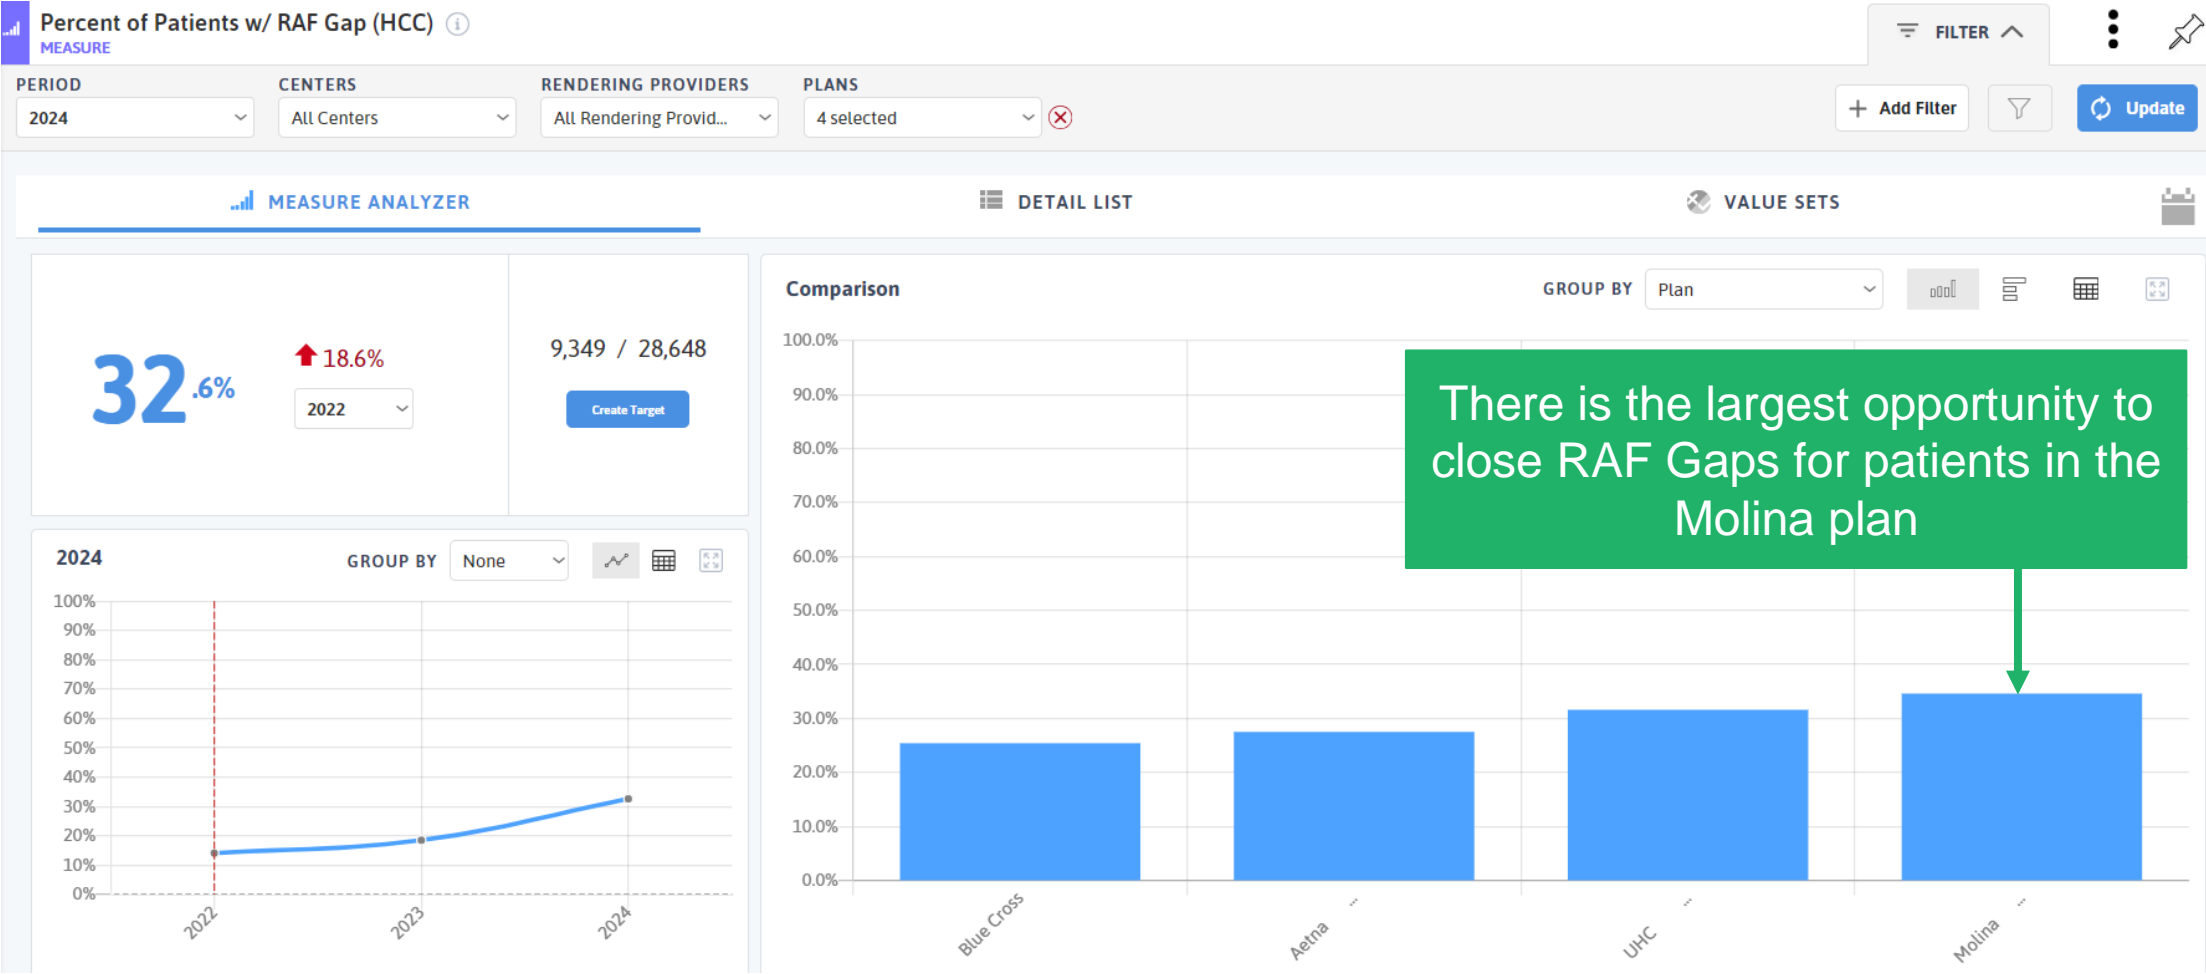 Percent of Patients w/ RAF Gap (HCC)
MEASURE
FILTER
PERIOD
CENTERS
RENDERING PROVIDERS
PLANS
2024
All Centers
All Rendering Provid...
4 selected
Add Filter
Update
MEASURE ANALYZER
DETAIL LIST
VALUE SETS
32.6%
18.6%
2022
9,349 / 28,648
Create Target
Comparison
GROUP BY
Plan
100.0%
90.0%
80.0%
70.0%
60.0%
50.0%
40.0%
30.0%
20.0%
10.0%
0.0%
There is the largest opportunity to
close RAF Gaps for patients in the
Molina plan
Blue Cross
Aetna ...
UHC ...
Molina ...
2024
GROUP BY
None
100%
90%
80%
70%
60%
50%
40%
30%
20%
10%
0%
2022
2023
2024